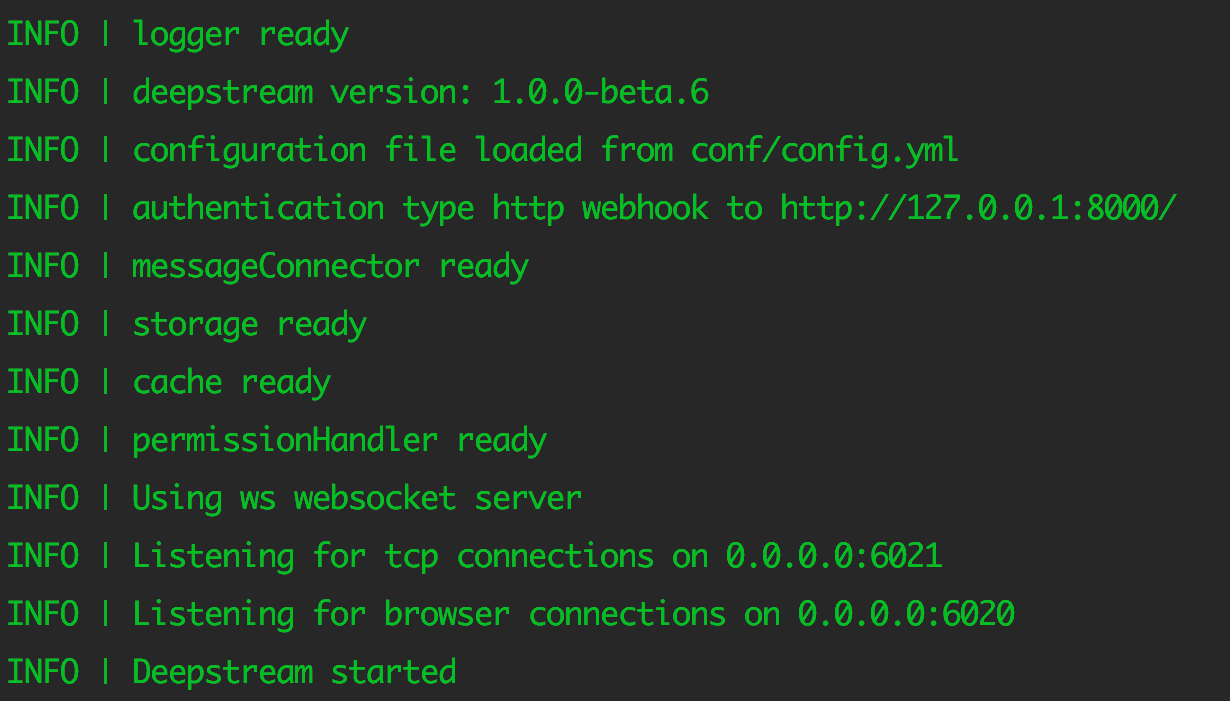 INFO | logger ready
INFO | deepstream version: 1.0.0-beta.6
INFO | configuration file loaded from conf/config.yml
INFO | authentication type http webhook to http://127.0.0.1:8000/
INFO | messageConnector ready
INFO | storage ready
INFO | cache ready
INFO | permissionHandler ready
INFO | Using ws websocket server
INFO | Listening for tcp connections on 0.0.0.0:6021
INFO | Listening for browser connections on 0.0.0.0:6020
INFO | Deepstream started